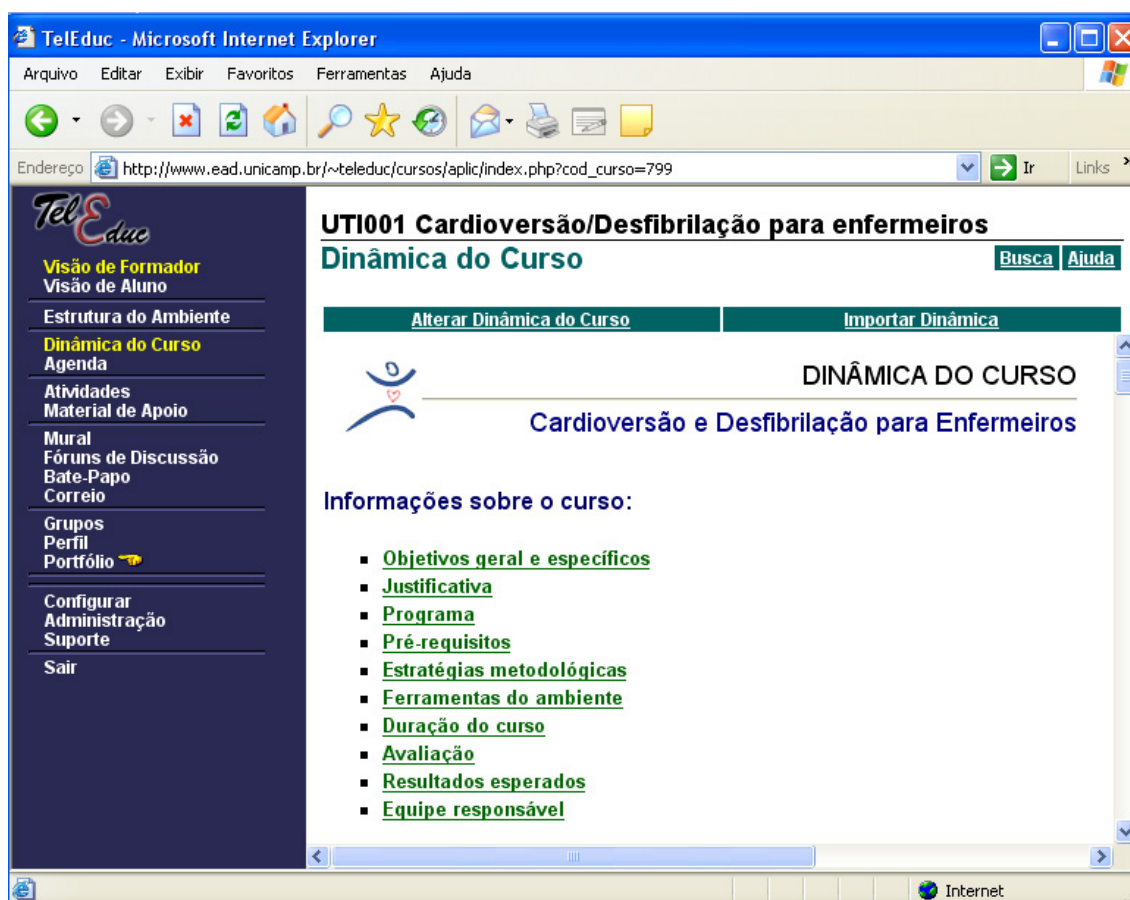 TelEduc - Microsoft Internet Explorer
Arquivo Editar Exibir Favoritos Ferramentas Ajuda
Endereço http://www.ead.unicamp.br/~teleduc/cursos/aplic/index.php?cod_curso=799 Ir Links
TelEduc
Visão de Formador
Visão de Aluno
Estrutura do Ambiente
Dinâmica do Curso
Agenda
Atividades
Material de Apoio
Mural
Fóruns de Discussão
Bate-Papo
Correio
Grupos
Perfil
Portfólio
Configurar
Administração
Suporte
Sair
UTI001 Cardioversão/Desfibrilação para enfermeiros
Dinâmica do Curso Busca Ajuda
Alterar Dinâmica do Curso Importar Dinâmica
DINÂMICA DO CURSO
Cardioversão e Desfibrilação para Enfermeiros
Informações sobre o curso:
Objetivos geral e específicos
Justificativa
Programa
Pré-requisitos
Estratégias metodológicas
Ferramentas do ambiente
Duração do curso
Avaliação
Resultados esperados
Equipe responsável
Internet